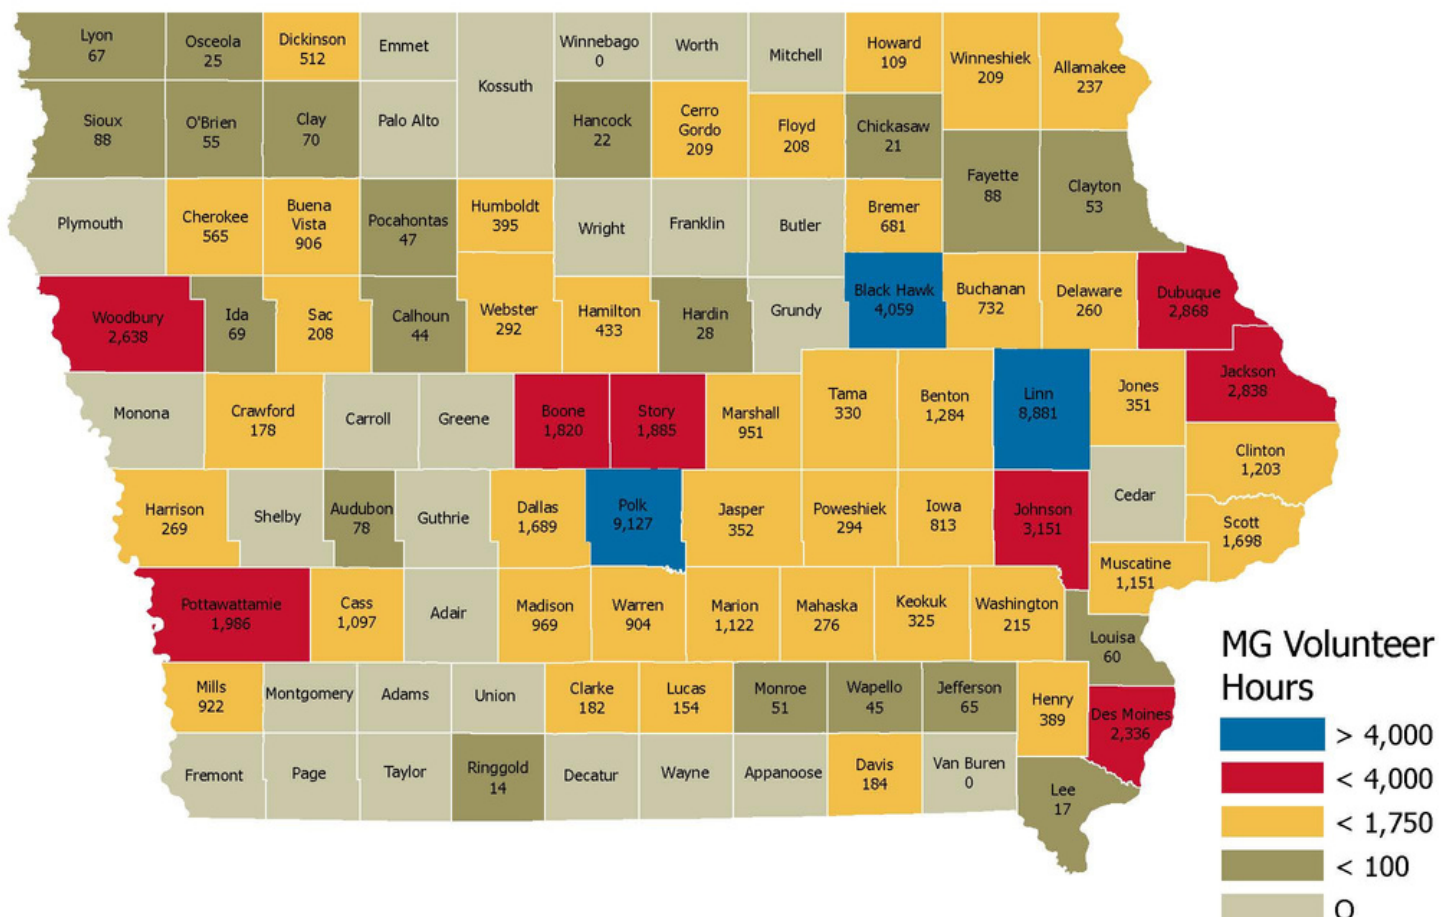 Lyon
67
Osceola
25
Dickinson
512
Emmet
Kossuth
Winnebago
0
Worth
Mitchell
Howard
109
Winneshiek
209
Allamakee
237
Sioux
88
O'Brien
55
Clay
70
Palo Alto
Hancock
22
Cerro
Gordo
209
Floyd
208
Chickasaw
21
Fayette
88
Clayton
53
Plymouth
Cherokee
565
Buena
Vista
906
Pocahontas
47
Humboldt
395
Wright
Franklin
Butler
Bremer
681
Woodbury
2,638
Ida
69
Sac
208
Calhoun
44
Webster
292
Hamilton
433
Hardin
28
Grundy
Black Hawk
4,059
Buchanan
732
Delaware
260
Dubuque
2,868
Jackson
2,838
Monona
Crawford
178
Carroll
Greene
Boone
1,820
Story
1,885
Marshall
951
Tama
330
Benton
1,284
Linn
8,881
Jones
351
Clinton
1,203
Harrison
269
Shelby
Audubon
78
Guthrie
Dallas
1,689
Polk
9,127
Jasper
352
Poweshiek
294
Iowa
813
Johnson
3,151
Cedar
Scott
1,698
Muscatine
1,151
Pottawattamie
1,986
Cass
1,097
Adair
Madison
969
Warren
904
Marion
1,122
Mahaska
276
Keokuk
325
Washington
215
Louisa
60
Mills
922
Montgomery
Adams
Union
Clarke
182
Lucas
154
Monroe
51
Wapello
45
Jefferson
65
Henry
389
Des Moines
2,336
Fremont
Page
Taylor
Ringgold
14
Decatur
Wayne
Appanoose
Davis
184
Van Buren
0
Lee
17
MG Volunteer
Hours
> 4,000
< 4,000
< 1,750
< 100
0